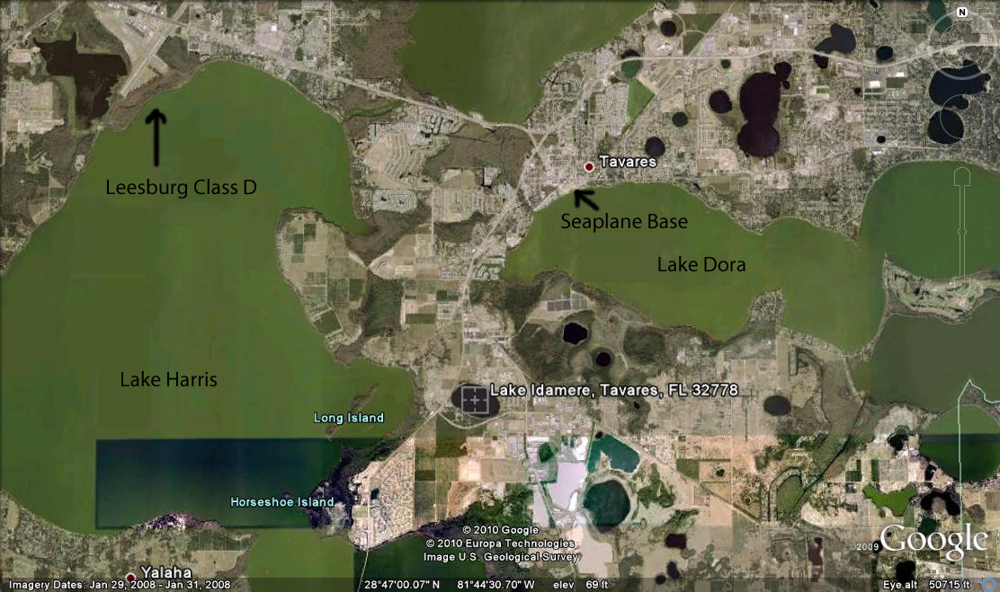 N
Tavares
Leesburg Class D
Seaplane Base
Lake Dora
Lake Harris
Lake Idamere, Tavares, FL 32778
Long Island
Horseshoe Island
© 2010 Google
© 2010 Europa Technologies
Image U.S. Geological Survey
©2009 Google
Yalaha
Imagery Dates: Jan 29, 2008 - Jan 31, 2008 28°47'00.07" N 81°44'30.70" W elev 69 ft Eye alt 50715 ft